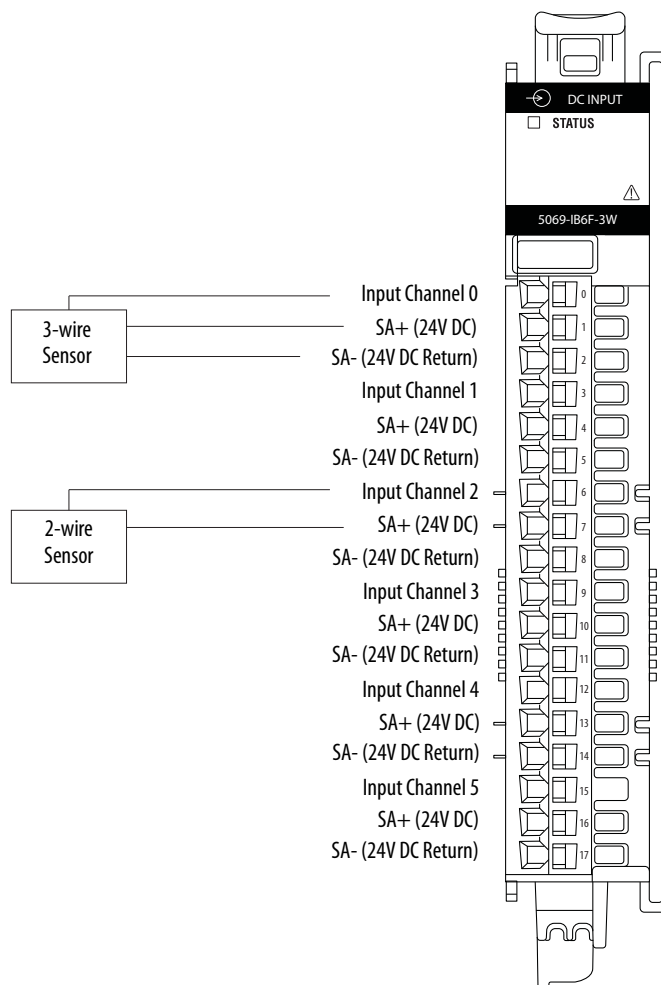 DC INPUT
STATUS
5069-IB6F-3W
Input Channel 0
0
3-wire
Sensor
SA+ (24V DC)
1
SA- (24V DC Return)
2
Input Channel 1
3
SA+ (24V DC)
4
SA- (24V DC Return)
5
Input Channel 2
6
2-wire
Sensor
SA+ (24V DC)
7
SA- (24V DC Return)
8
Input Channel 3
9
SA+ (24V DC)
10
SA- (24V DC Return)
11
Input Channel 4
12
SA+ (24V DC)
13
SA- (24V DC Return)
14
Input Channel 5
15
SA+ (24V DC)
16
SA- (24V DC Return)
17